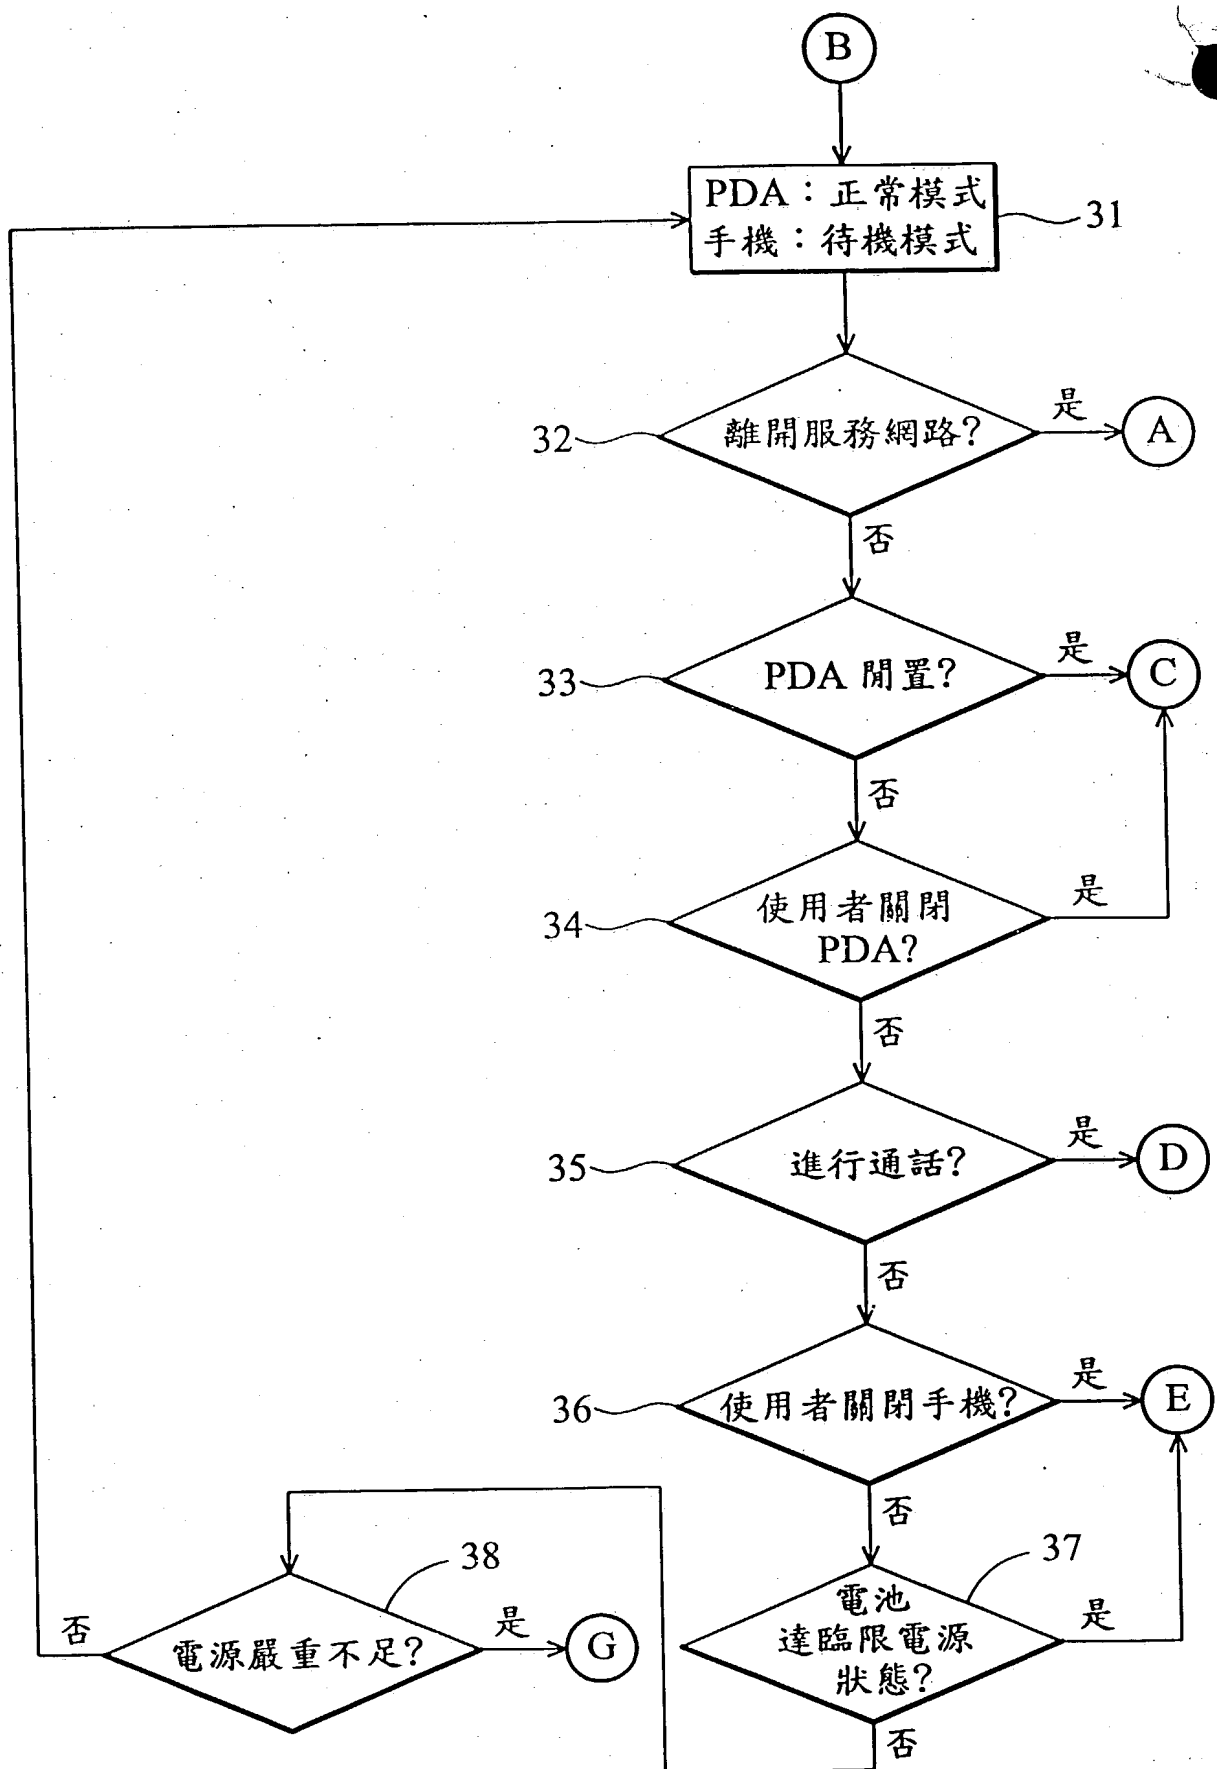 B
PDA：正常模式
手機：待機模式
31
32
離開服務網路?
是
A
否
33
PDA 閒置?
是
C
否
34
使用者關閉
PDA?
是
否
35
進行通話?
是
D
否
36
使用者關閉手機?
是
E
否
37
電池
達臨限電源
狀態?
是
否
38
電源嚴重不足?
是
G
否